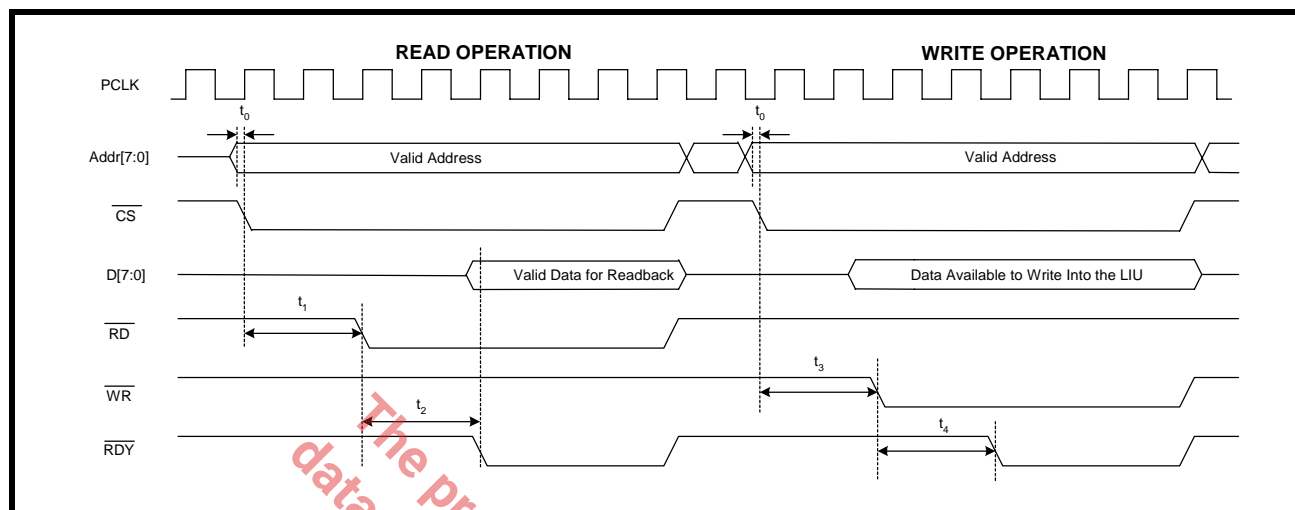 READ OPERATION
WRITE OPERATION
PCLK
t0
t0
Addr[7:0]
Valid Address
Valid Address
CS
D[7:0]
Valid Data for Readback
Data Available to Write Into the LIU
t1
RD
t3
WR
t2
t4
RDY
The pr
data